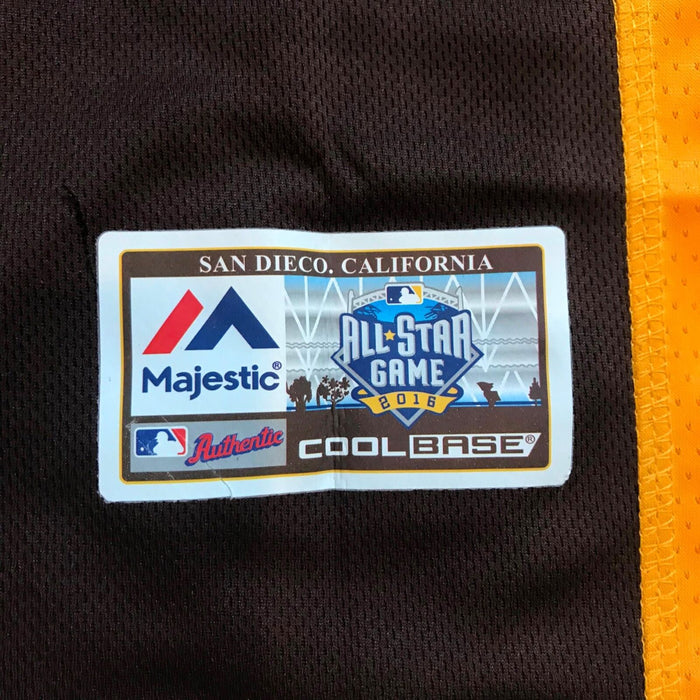 SAN DIECO. CALIFORNIA
Majestic®
ALL★STAR
GAME
2016
Authentic
COOLBASE®